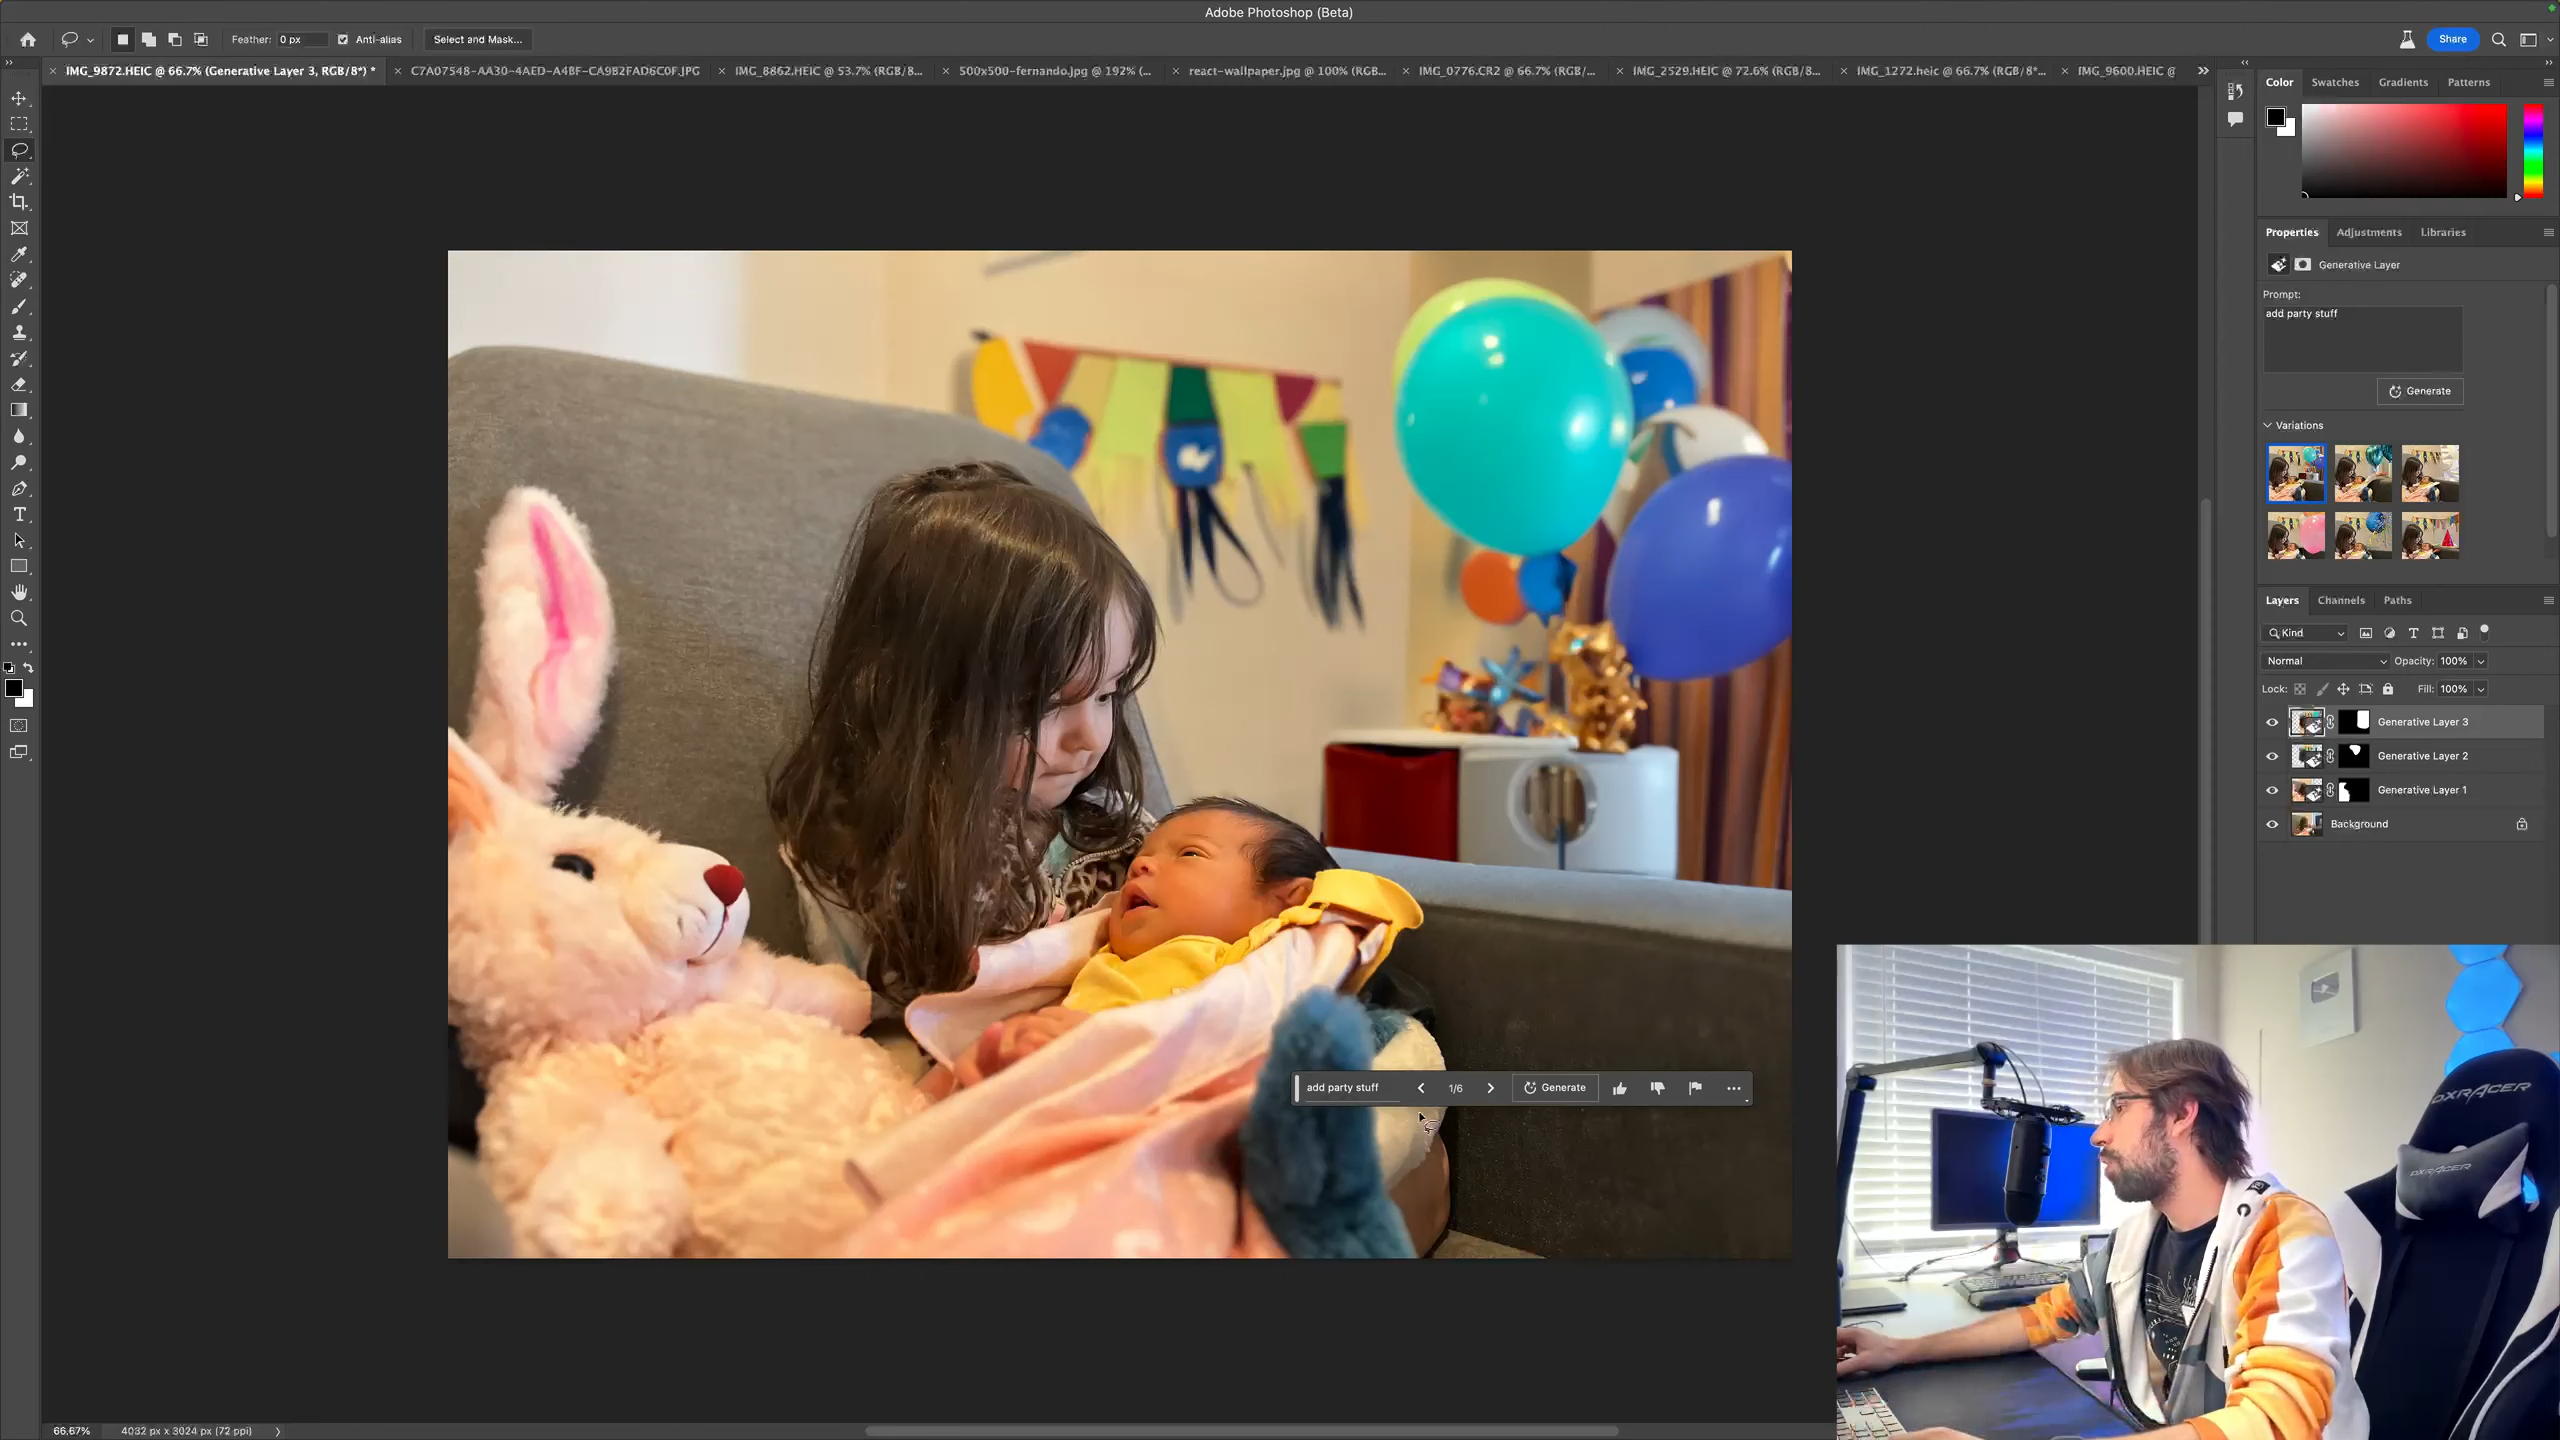 Adobe Photoshop (Beta)
Feather: 0 px Anti-alias Select and Mask... Share
IMG_9872.HEIC @ 66.7% (Generative Layer 3, RGB/8*) * C7A07548-AA30-4AED-A4BF-CA9B2FAD6C0F.JPG IMG_8862.HEIC @ 53.7% (RGB/8... 500x500-fernando.jpg @ 192% (... react-wallpaper.jpg @ 100% (RGB... IMG_0776.CR2 @ 66.7% (RGB/... IMG_2529.HEIC @ 72.6% (RGB/8... IMG_1272.heic @ 66.7% (RGB/8*... IMG_9600.HEIC @
Color Swatches Gradients Patterns
Properties Adjustments Libraries
Generative Layer
Prompt:
add party stuff
Generate
Variations
Layers Channels Paths
Kind
Normal Opacity: 100%
Lock: Fill: 100%
Generative Layer 3
Generative Layer 2
Generative Layer 1
Background
add party stuff 1/6 Generate
DXRACER
DXRACER
66.67% 4032 px x 3024 px (72 ppi)